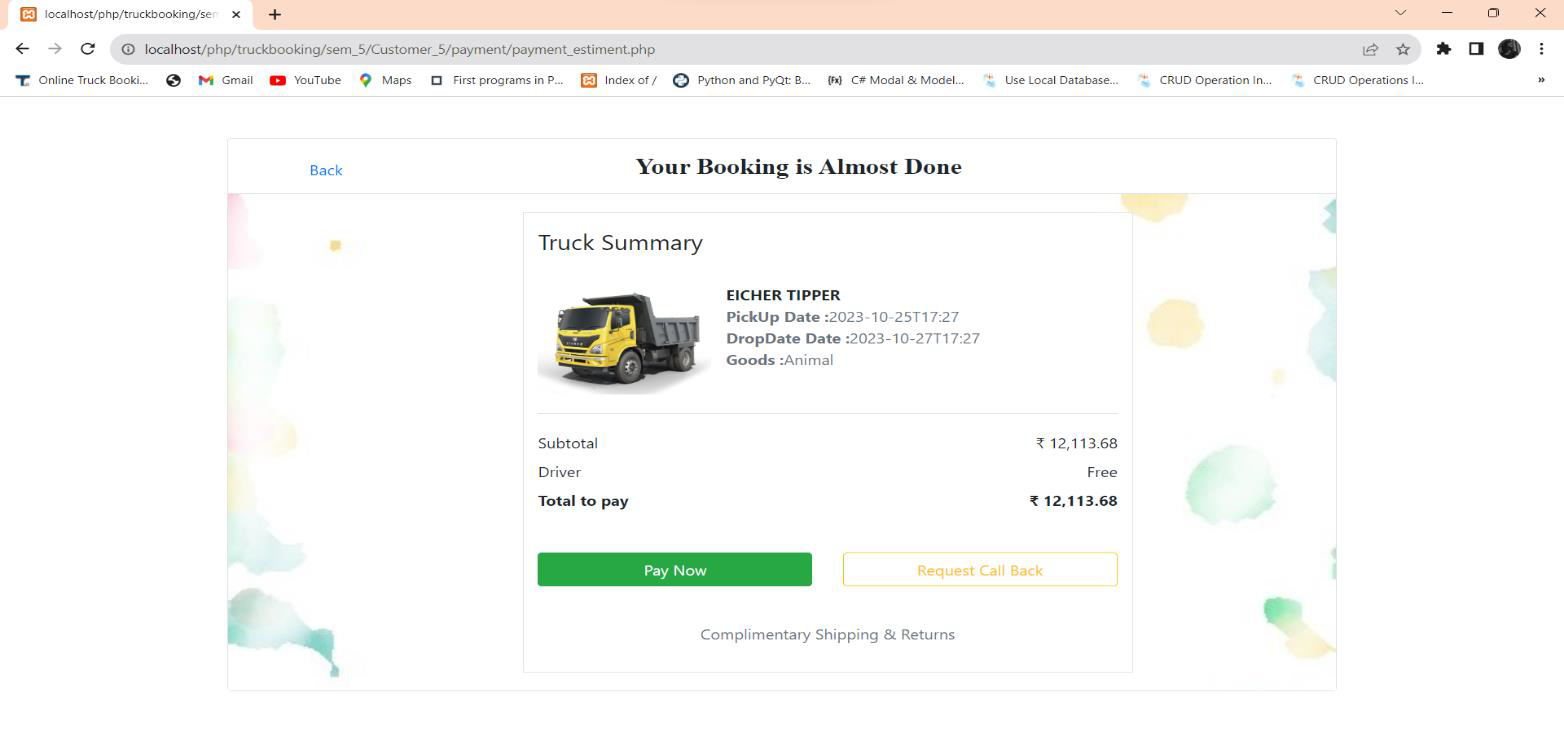 localhost/php/truckbooking/sem
localhost/php/truckbooking/sem_5/Customer_5/payment/payment_estiment.php
Online Truck Booki... Gmail YouTube Maps First programs in P... Index of / Python and PyQt: B... {Fx} C# Modal & Model... Use Local Database... CRUD Operation In... CRUD Operations I... »
Back Your Booking is Almost Done
Truck Summary
EICHER TIPPER
PickUp Date :2023-10-25T17:27
DropDate Date :2023-10-27T17:27
Goods :Animal
Subtotal ₹ 12,113.68
Driver Free
Total to pay ₹ 12,113.68
Pay Now Request Call Back
Complimentary Shipping & Returns